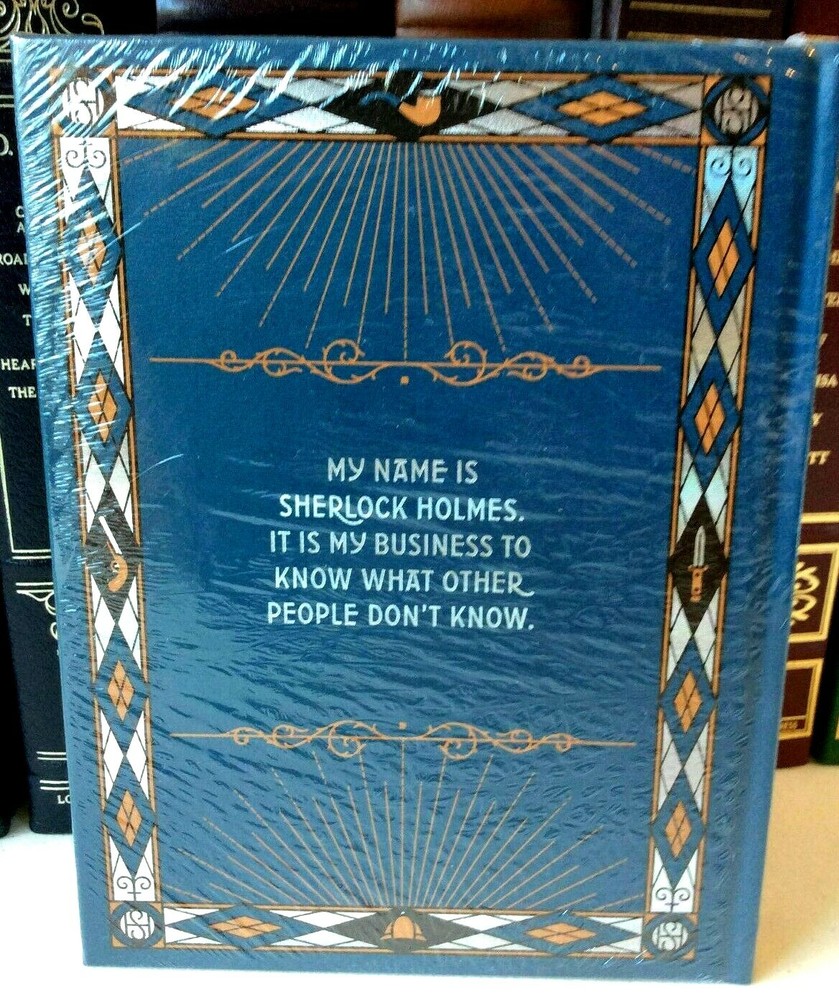 MY NAME IS
SHERLOCK HOLMES.
IT IS MY BUSINESS TO
KNOW WHAT OTHER
PEOPLE DON'T KNOW.